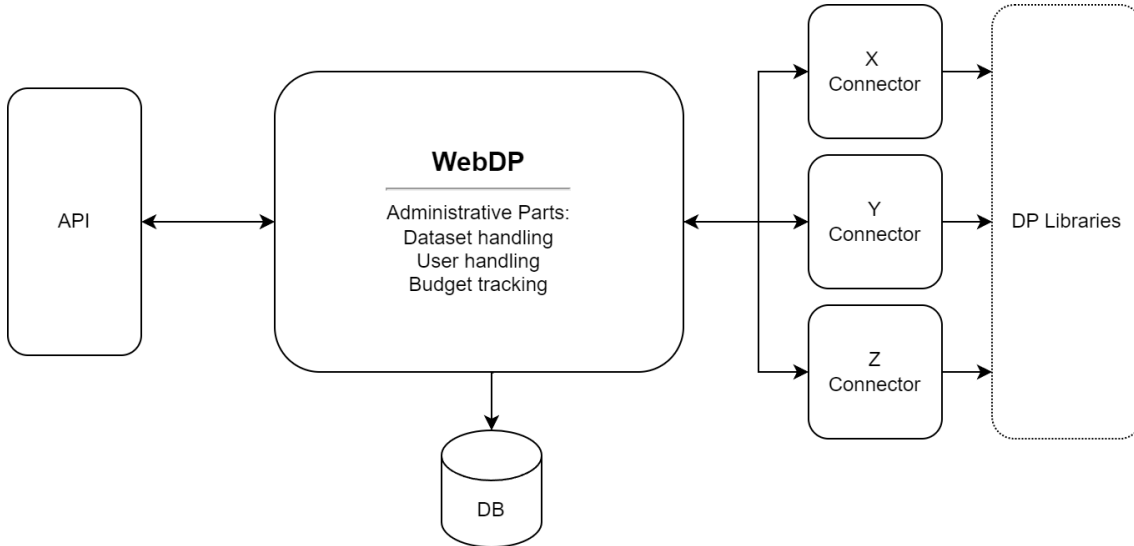 API
WebDP
Administrative Parts:
Dataset handling
User handling
Budget tracking
DB
X
Connector
Y
Connector
Z
Connector
DP Libraries